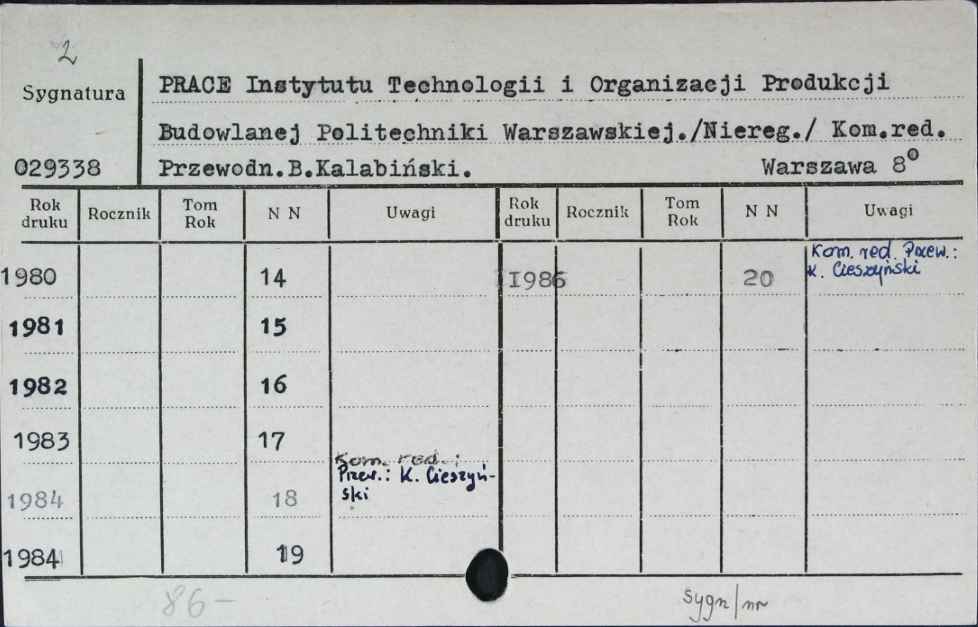 2
Sygnatura
PRACE Instytutu Technologii i Organizacji Produkcji
Budowlanej Politechniki Warszawskiej./Niereg./ Kom.red.
029338 Przewodn.B.Kalabiński. Warszawa 8°
Rok druku Rocznik Tom Rok N N Uwagi Rok druku Rocznik Tom Rok N N Uwagi
1980 14 1986 20 Kom. red. Przew.:
K. Cieszyński
1981 15
1982 16
1983 17
Kom. red.:
Przew.: K. Cieszyń-
1984 18 ski
1984 19
86- sygn/nr